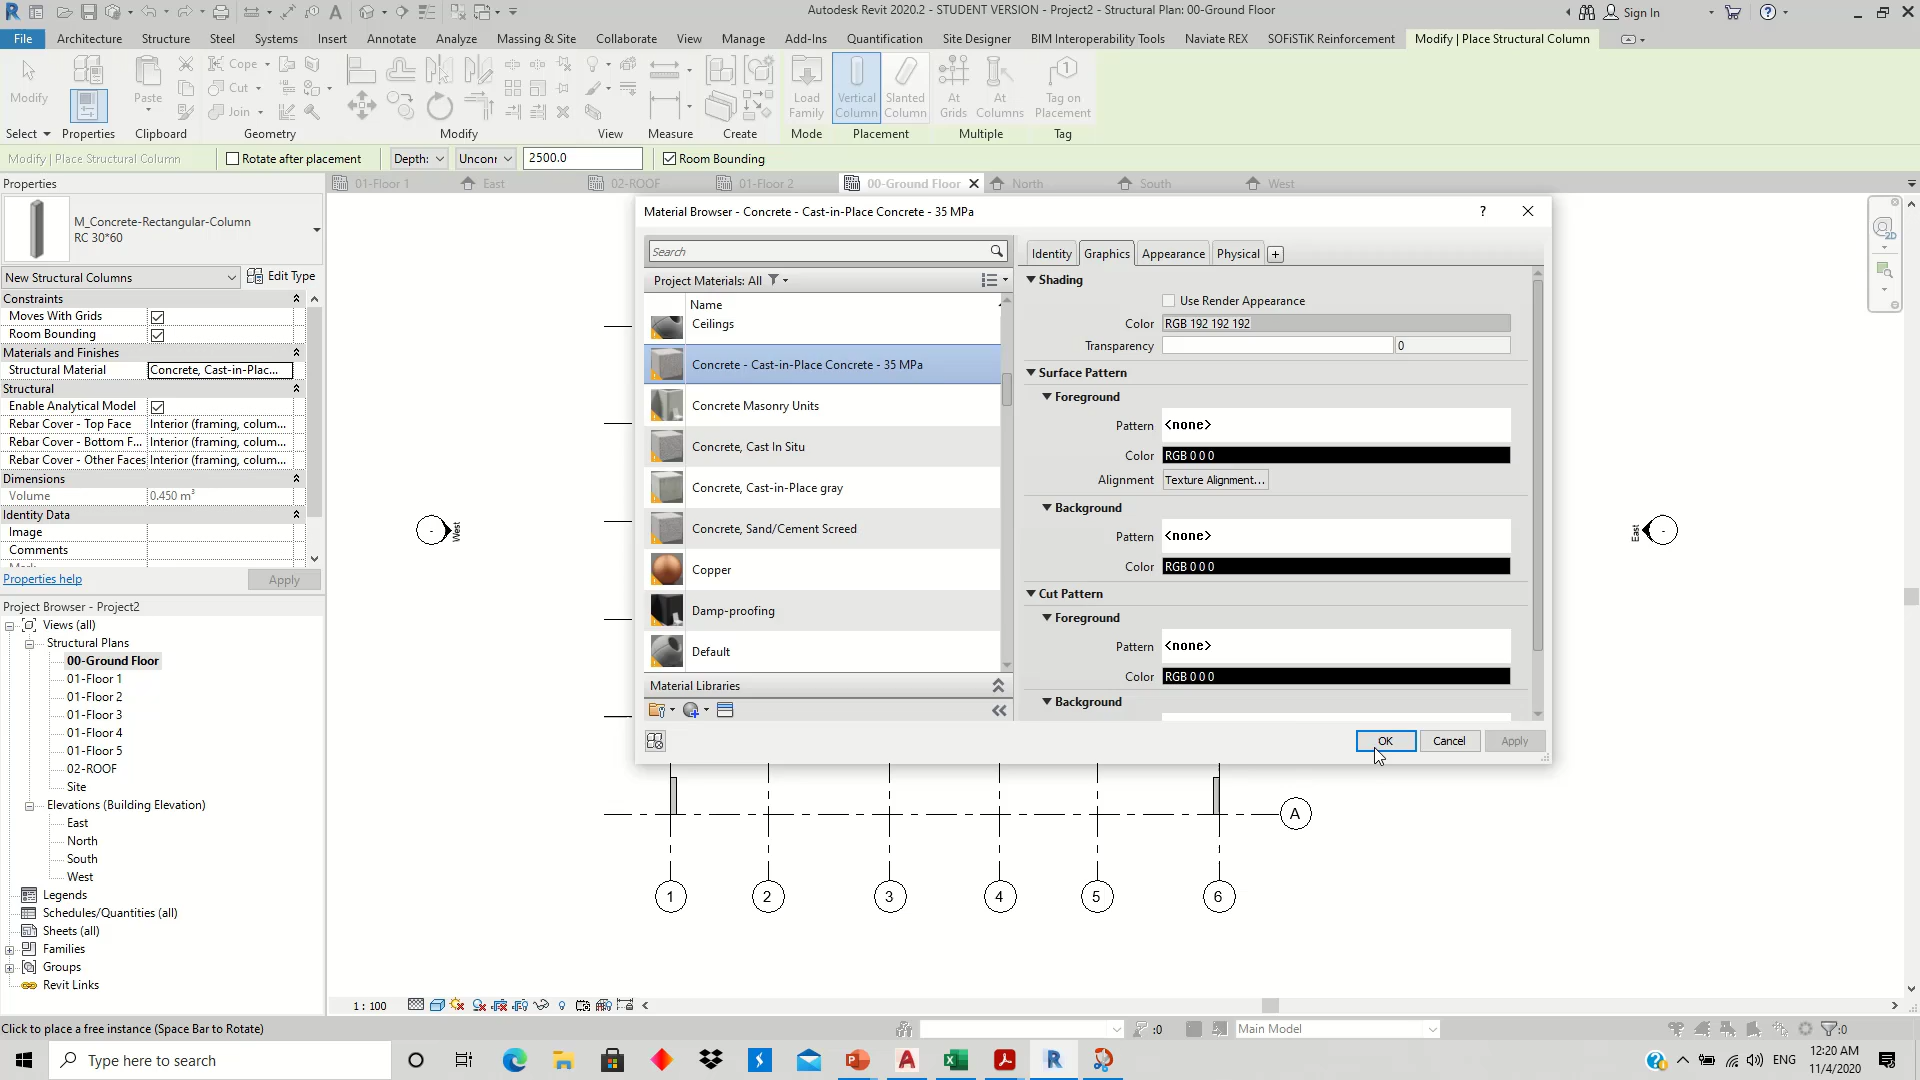 Autodesk Revit 2020.2 - STUDENT VERSION - Project2 - Structural Plan: 00-Ground Floor
Sign In
File
Architecture
Structure
Steel
Systems
Insert
Annotate
Analyze
Massing & Site
Collaborate
View
Manage
Add-Ins
Quantification
Site Designer
BIM Interoperability Tools
Naviate REX
SOFiSTiK Reinforcement
Modify | Place Structural Column
Modify
Paste
Cope
Cut
Join
Load Family
Vertical Column
Slanted Column
At Grids
At Columns
Tag on Placement
Select
Properties
Clipboard
Geometry
Modify
View
Measure
Create
Mode
Placement
Multiple
Tag
Modify | Place Structural Column
Rotate after placement
Depth:
Unconr
2500.0
Room Bounding
Properties
01-Floor 1
East
02-ROOF
01-Floor 2
00-Ground Floor
North
South
West
M_Concrete-Rectangular-Column
RC 30*60
New Structural Columns
Edit Type
Constraints
Moves With Grids
Room Bounding
Materials and Finishes
Structural Material Concrete, Cast-in-Plac...
Structural
Enable Analytical Model
Rebar Cover - Top Face Interior (framing, colum...
Rebar Cover - Bottom F... Interior (framing, colum...
Rebar Cover - Other Faces Interior (framing, colum...
Dimensions
Volume 0.450 m³
Identity Data
Image
Comments
Properties help
Apply
Project Browser - Project2
Views (all)
Structural Plans
00-Ground Floor
01-Floor 1
01-Floor 2
01-Floor 3
01-Floor 4
01-Floor 5
02-ROOF
Site
Elevations (Building Elevation)
East
North
South
West
Legends
Schedules/Quantities (all)
Sheets (all)
Families
Groups
Revit Links
West
East
Material Browser - Concrete - Cast-in-Place Concrete - 35 MPa
Search
Project Materials: All
Name
Ceilings
Concrete - Cast-in-Place Concrete - 35 MPa
Concrete Masonry Units
Concrete, Cast In Situ
Concrete, Cast-in-Place gray
Concrete, Sand/Cement Screed
Copper
Damp-proofing
Default
Material Libraries
Identity
Graphics
Appearance
Physical
Shading
Use Render Appearance
Color RGB 192 192 192
Transparency 0
Surface Pattern
Foreground
Pattern <none>
Color RGB 0 0 0
Alignment Texture Alignment...
Background
Pattern <none>
Color RGB 0 0 0
Cut Pattern
Foreground
Pattern <none>
Color RGB 0 0 0
Background
OK
Cancel
Apply
A
1
2
3
4
5
6
1 : 100
Click to place a free instance (Space Bar to Rotate)
:0
Main Model
:0
Type here to search
ENG
12:20 AM
11/4/2020